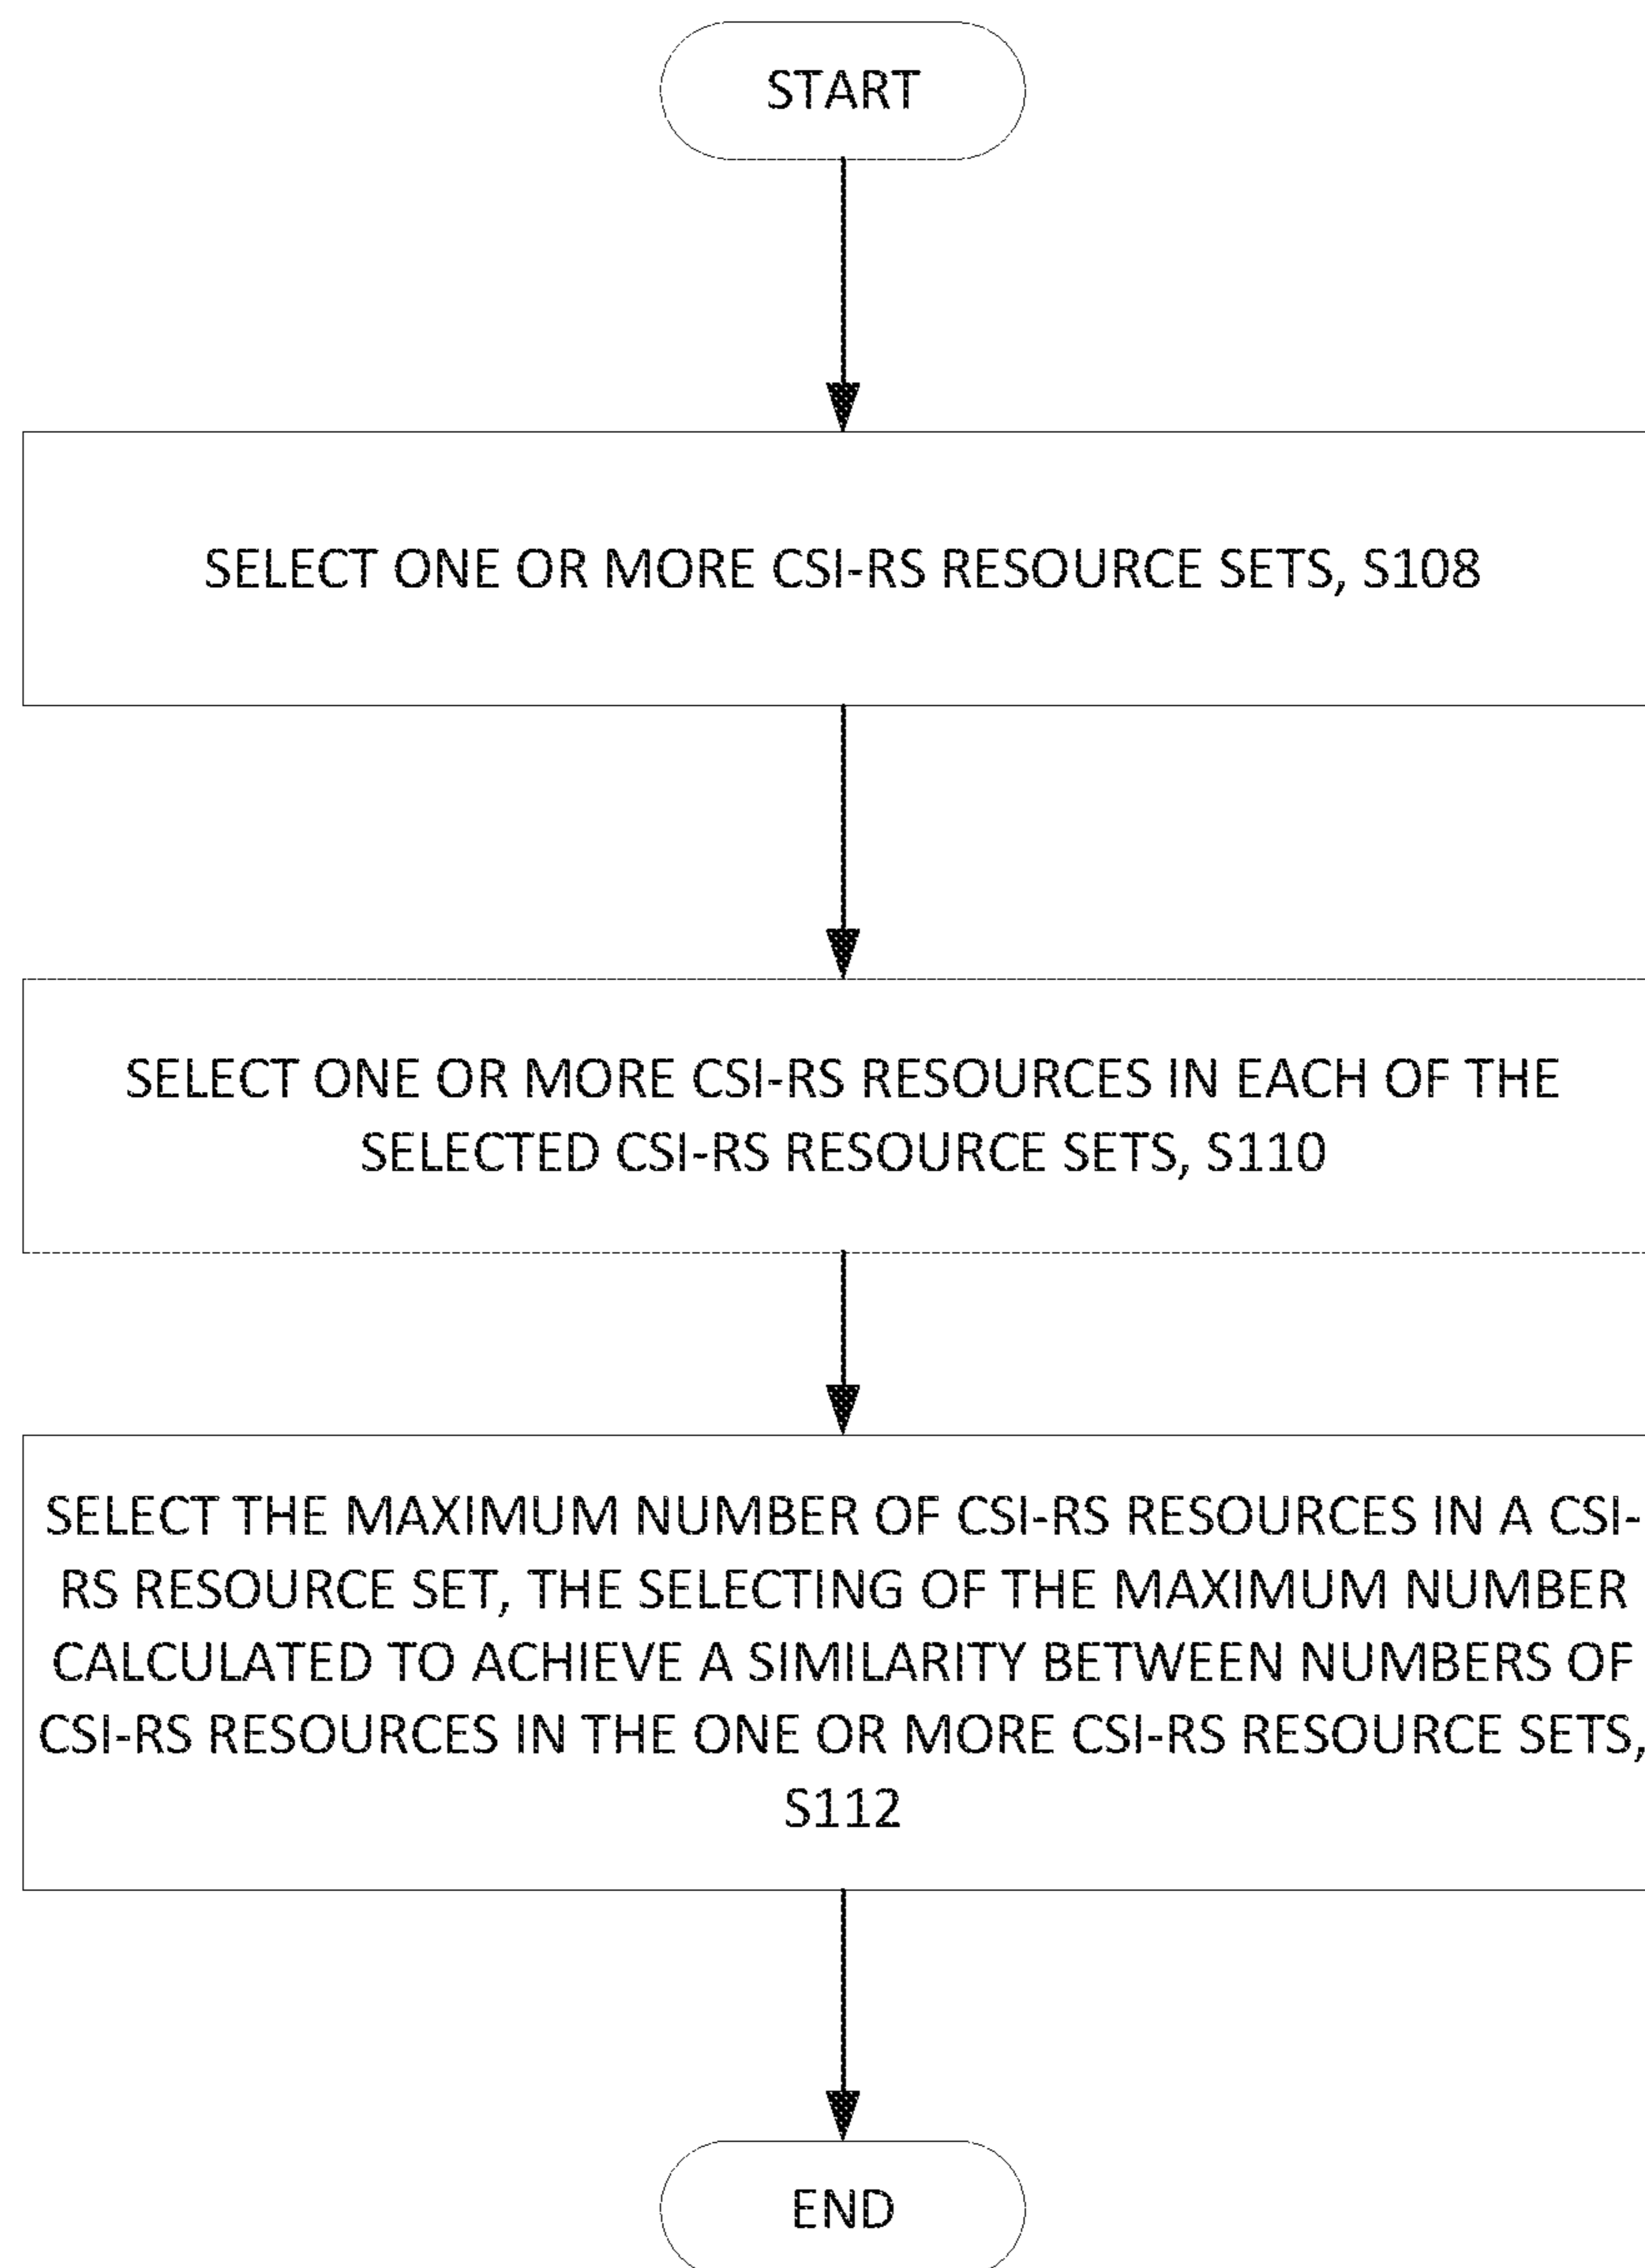 START
SELECT ONE OR MORE CSI-RS RESOURCE SETS, S108
SELECT ONE OR MORE CSI-RS RESOURCES IN EACH OF THE
SELECTED CSI-RS RESOURCE SETS, S110
SELECT THE MAXIMUM NUMBER OF CSI-RS RESOURCES IN A CSI-
RS RESOURCE SET, THE SELECTING OF THE MAXIMUM NUMBER
CALCULATED TO ACHIEVE A SIMILARITY BETWEEN NUMBERS OF
CSI-RS RESOURCES IN THE ONE OR MORE CSI-RS RESOURCE SETS,
S112
END